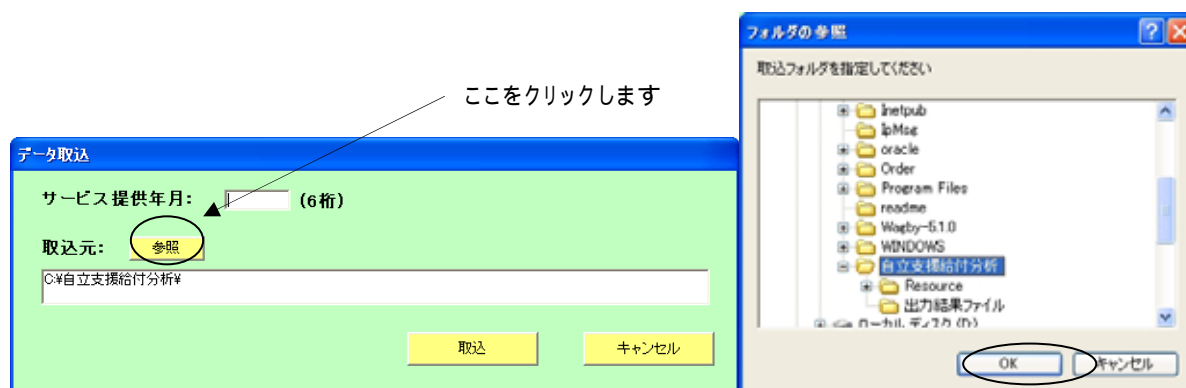 ここをクリックします
データ取込
サービス提供年月:
(6桁)
取込元:
参照
C:¥自立支援給付分析¥
取込
キャンセル
フォルダの参照
取込フォルダを指定してください
Inetpub
IpMsg
oracle
Order
Program Files
readme
Wagby-5.1.0
WINDOWS
自立支援給付分析
Resource
出力結果ファイル
ローカル ディスク (D:)
OK
キャンセル